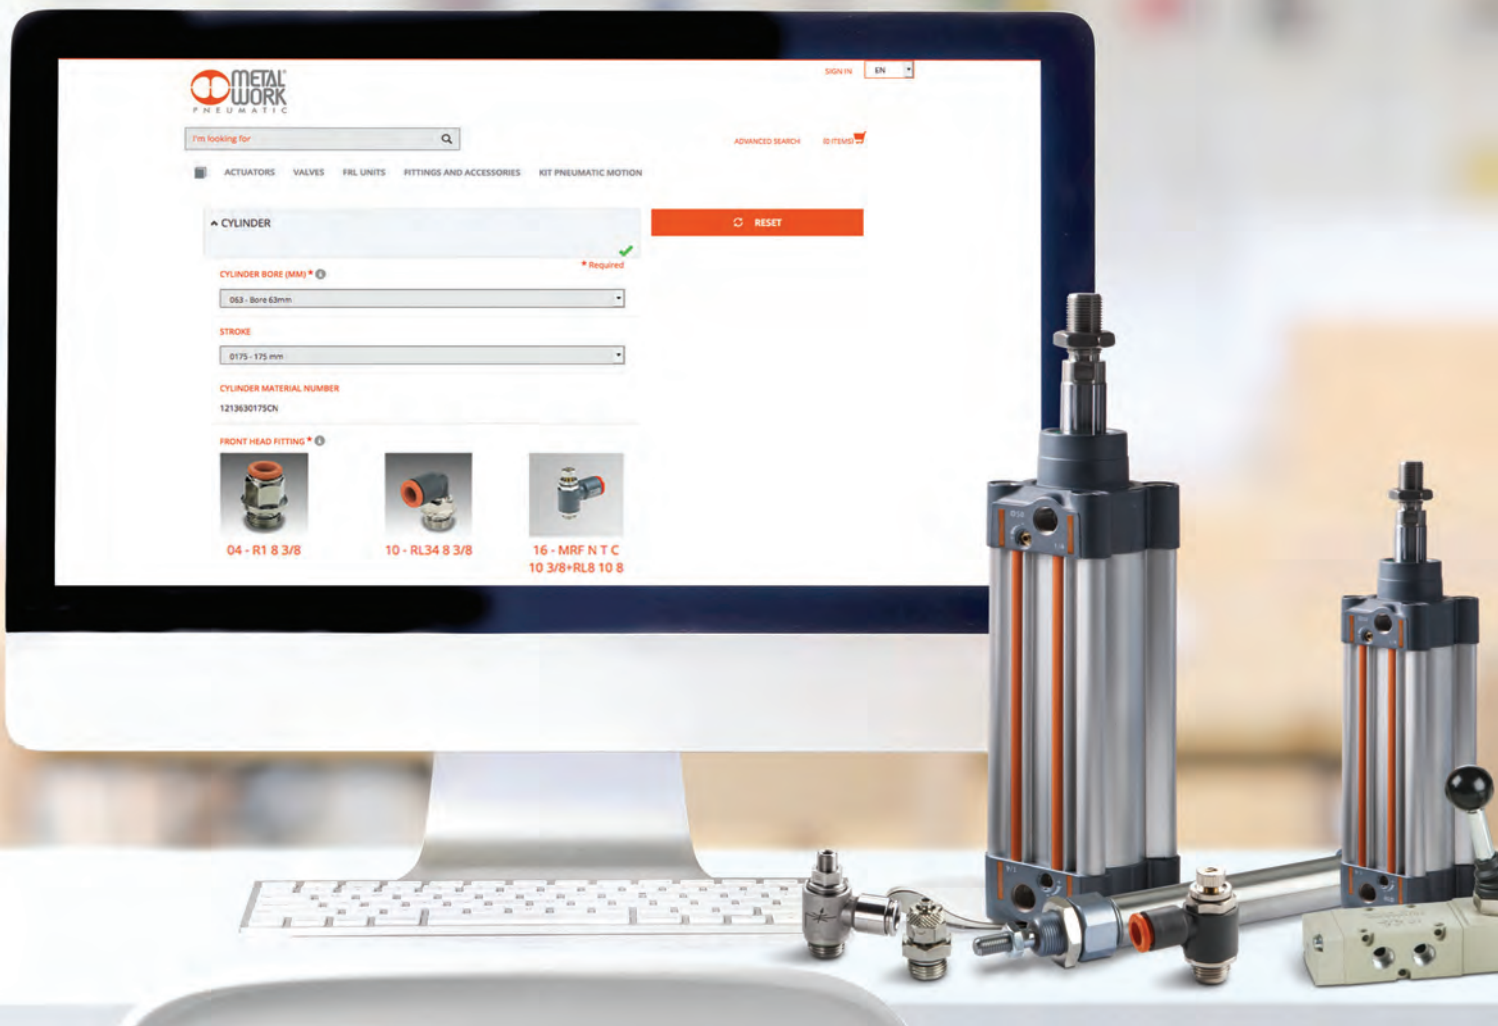 METAL
WORK
PNEUMATIC
SIGN IN EN
I'm looking for
ADVANCED SEARCH (0 ITEMS)
ACTUATORS VALVES FRL UNITS FITTINGS AND ACCESSORIES KIT PNEUMATIC MOTION
CYLINDER
RESET
* Required
CYLINDER BORE (MM) *
063 - Bore 63mm
STROKE
0175 - 175 mm
CYLINDER MATERIAL NUMBER
1213630175CN
FRONT HEAD FITTING *
04 - R1 8 3/8
10 - RL34 8 3/8
16 - MRF N T C
10 3/8+RL8 10 8